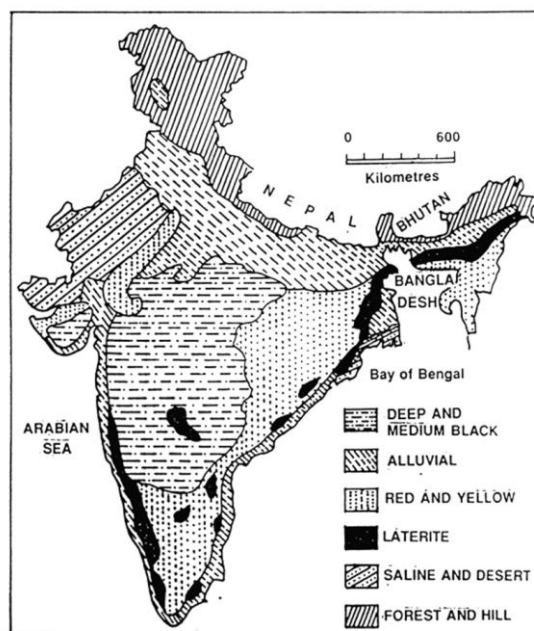 0 600
Kilometres
NEPAL
BHUTAN
BANGLA
DESH
Bay of Bengal
ARABIAN
SEA
DEEP AND
MEDIUM BLACK
ALLUVIAL
RED AND YELLOW
LATERITE
SALINE AND DESERT
FOREST AND HILL